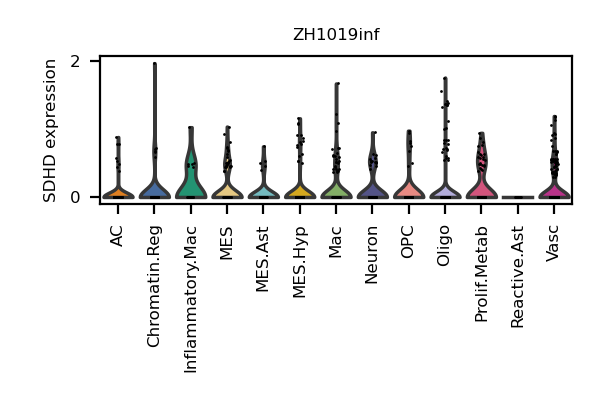 ZH1019inf
SDHD expression
2
0
AC
Chromatin.Reg
Inflammatory.Mac
MES
MES.Ast
MES.Hyp
Mac
Neuron
OPC
Oligo
Prolif.Metab
Reactive.Ast
Vasc